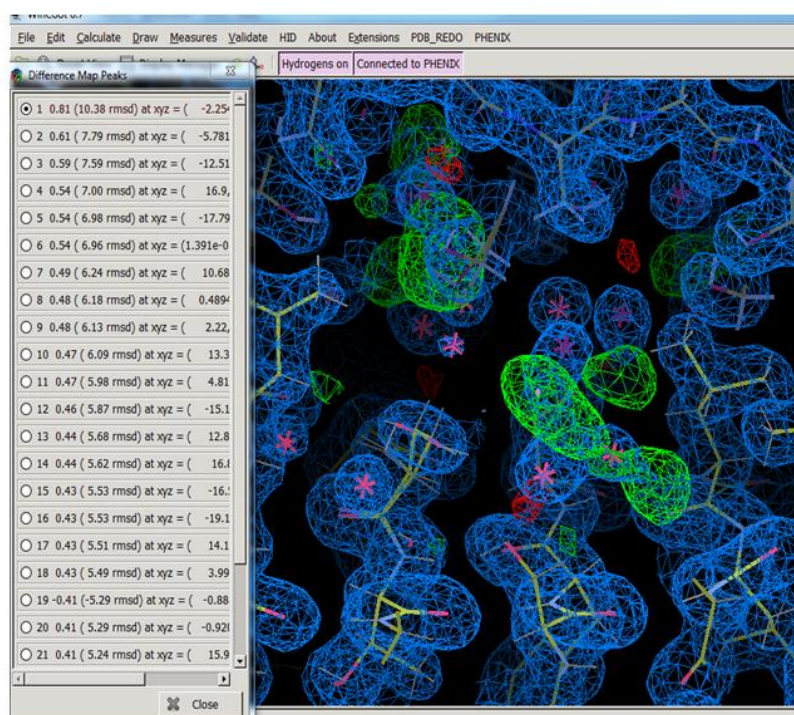 WinCoot 0.7
File Edit Calculate Draw Measures Validate HID About Extensions PDB_REDO PHENIX
Hydrogens on Connected to PHENIX
Difference Map Peaks
1 0.81 (10.38 rmsd) at xyz = ( -2.254
2 0.61 ( 7.79 rmsd) at xyz = ( -5.781
3 0.59 ( 7.59 rmsd) at xyz = ( -12.51
4 0.54 ( 7.00 rmsd) at xyz = ( 16.9,
5 0.54 ( 6.98 rmsd) at xyz = ( -17.79
6 0.54 ( 6.96 rmsd) at xyz = (1.391e-0
7 0.49 ( 6.24 rmsd) at xyz = ( 10.68
8 0.48 ( 6.18 rmsd) at xyz = ( 0.4894
9 0.48 ( 6.13 rmsd) at xyz = ( 2.22,
10 0.47 ( 6.09 rmsd) at xyz = ( 13.3
11 0.47 ( 5.98 rmsd) at xyz = ( 4.81
12 0.46 ( 5.87 rmsd) at xyz = ( -15.1
13 0.44 ( 5.68 rmsd) at xyz = ( 12.8
14 0.44 ( 5.62 rmsd) at xyz = ( 16.8
15 0.43 ( 5.53 rmsd) at xyz = ( -16.
16 0.43 ( 5.53 rmsd) at xyz = ( -19.1
17 0.43 ( 5.51 rmsd) at xyz = ( 14.1
18 0.43 ( 5.49 rmsd) at xyz = ( 3.99
19 -0.41 (-5.29 rmsd) at xyz = ( -0.88
20 0.41 ( 5.29 rmsd) at xyz = ( -0.920
21 0.41 ( 5.24 rmsd) at xyz = ( 15.9
Close